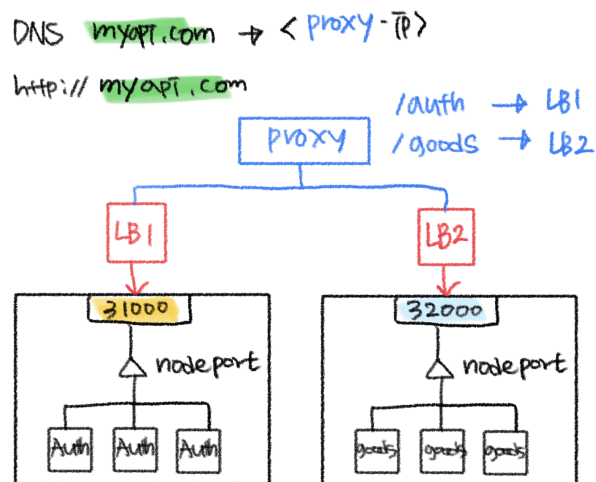 DNS myapi.com → <proxy-ip>
http:// myapi.com
/auth → LB1
proxy
/goods → LB2
LB1
LB2
31000
32000
nodeport
nodeport
Auth Auth Auth
goods goods goods